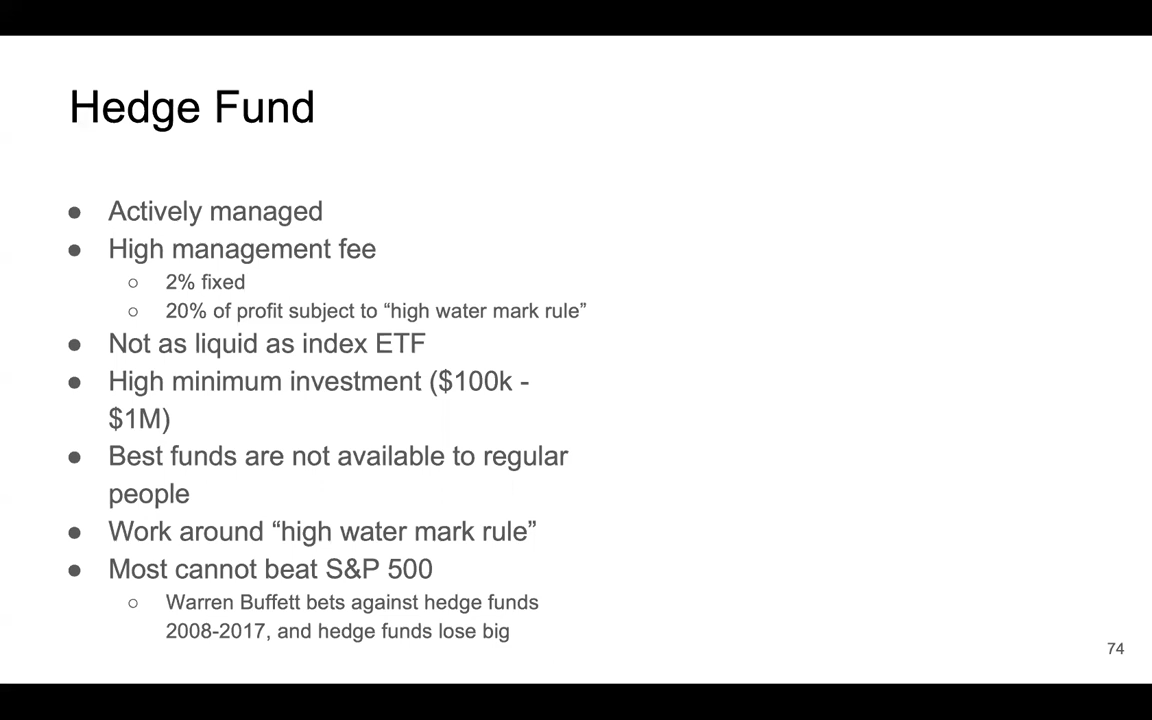 Hedge Fund
● Actively managed
● High management fee
○ 2% fixed
○ 20% of profit subject to “high water mark rule”
● Not as liquid as index ETF
● High minimum investment ($100k -
$1M)
● Best funds are not available to regular
people
● Work around “high water mark rule”
● Most cannot beat S&P 500
○ Warren Buffett bets against hedge funds
2008-2017, and hedge funds lose big
74